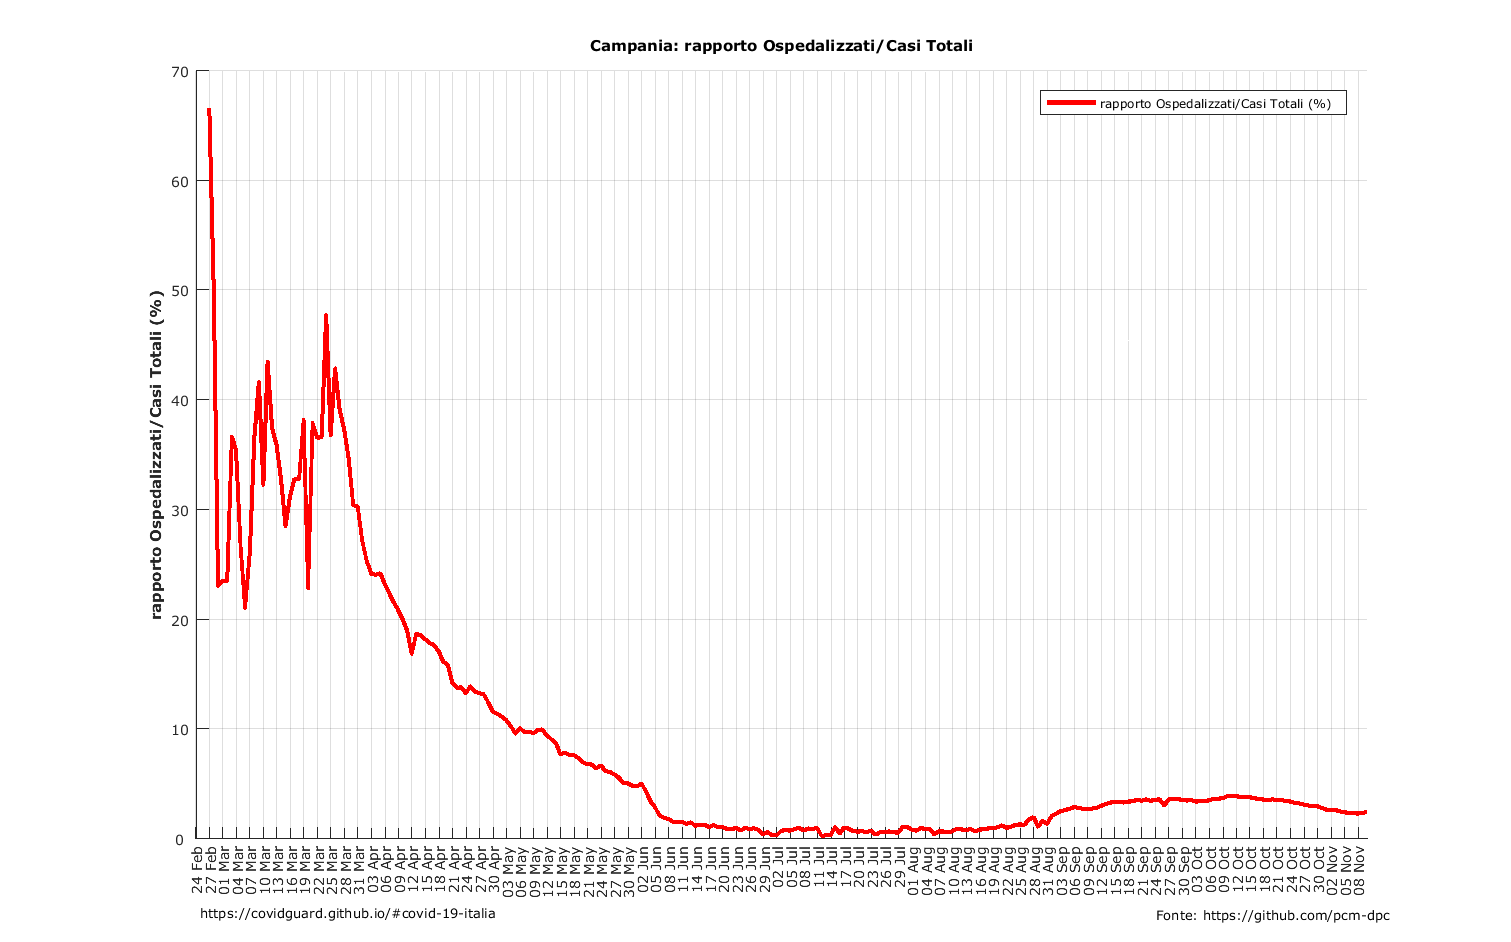 Campania: rapporto Ospedalizzati/Casi Totali
rapporto Ospedalizzati/Casi Totali (%)
rapporto Ospedalizzati/Casi Totali (%)
70
60
50
40
30
20
10
0
24 Feb
27 Feb
01 Mar
04 Mar
07 Mar
10 Mar
13 Mar
16 Mar
19 Mar
22 Mar
25 Mar
28 Mar
31 Mar
03 Apr
06 Apr
09 Apr
12 Apr
15 Apr
18 Apr
21 Apr
24 Apr
27 Apr
30 Apr
03 May
06 May
09 May
12 May
15 May
18 May
21 May
24 May
27 May
30 May
02 Jun
05 Jun
08 Jun
11 Jun
14 Jun
17 Jun
20 Jun
23 Jun
26 Jun
29 Jun
02 Jul
05 Jul
08 Jul
11 Jul
14 Jul
17 Jul
20 Jul
23 Jul
26 Jul
29 Jul
01 Aug
04 Aug
07 Aug
10 Aug
13 Aug
16 Aug
19 Aug
22 Aug
25 Aug
28 Aug
31 Aug
03 Sep
06 Sep
09 Sep
12 Sep
15 Sep
18 Sep
21 Sep
24 Sep
27 Sep
30 Sep
03 Oct
06 Oct
09 Oct
12 Oct
15 Oct
18 Oct
21 Oct
24 Oct
27 Oct
30 Oct
02 Nov
05 Nov
08 Nov
https://covidguard.github.io/#covid-19-italia
Fonte: https://github.com/pcm-dpc